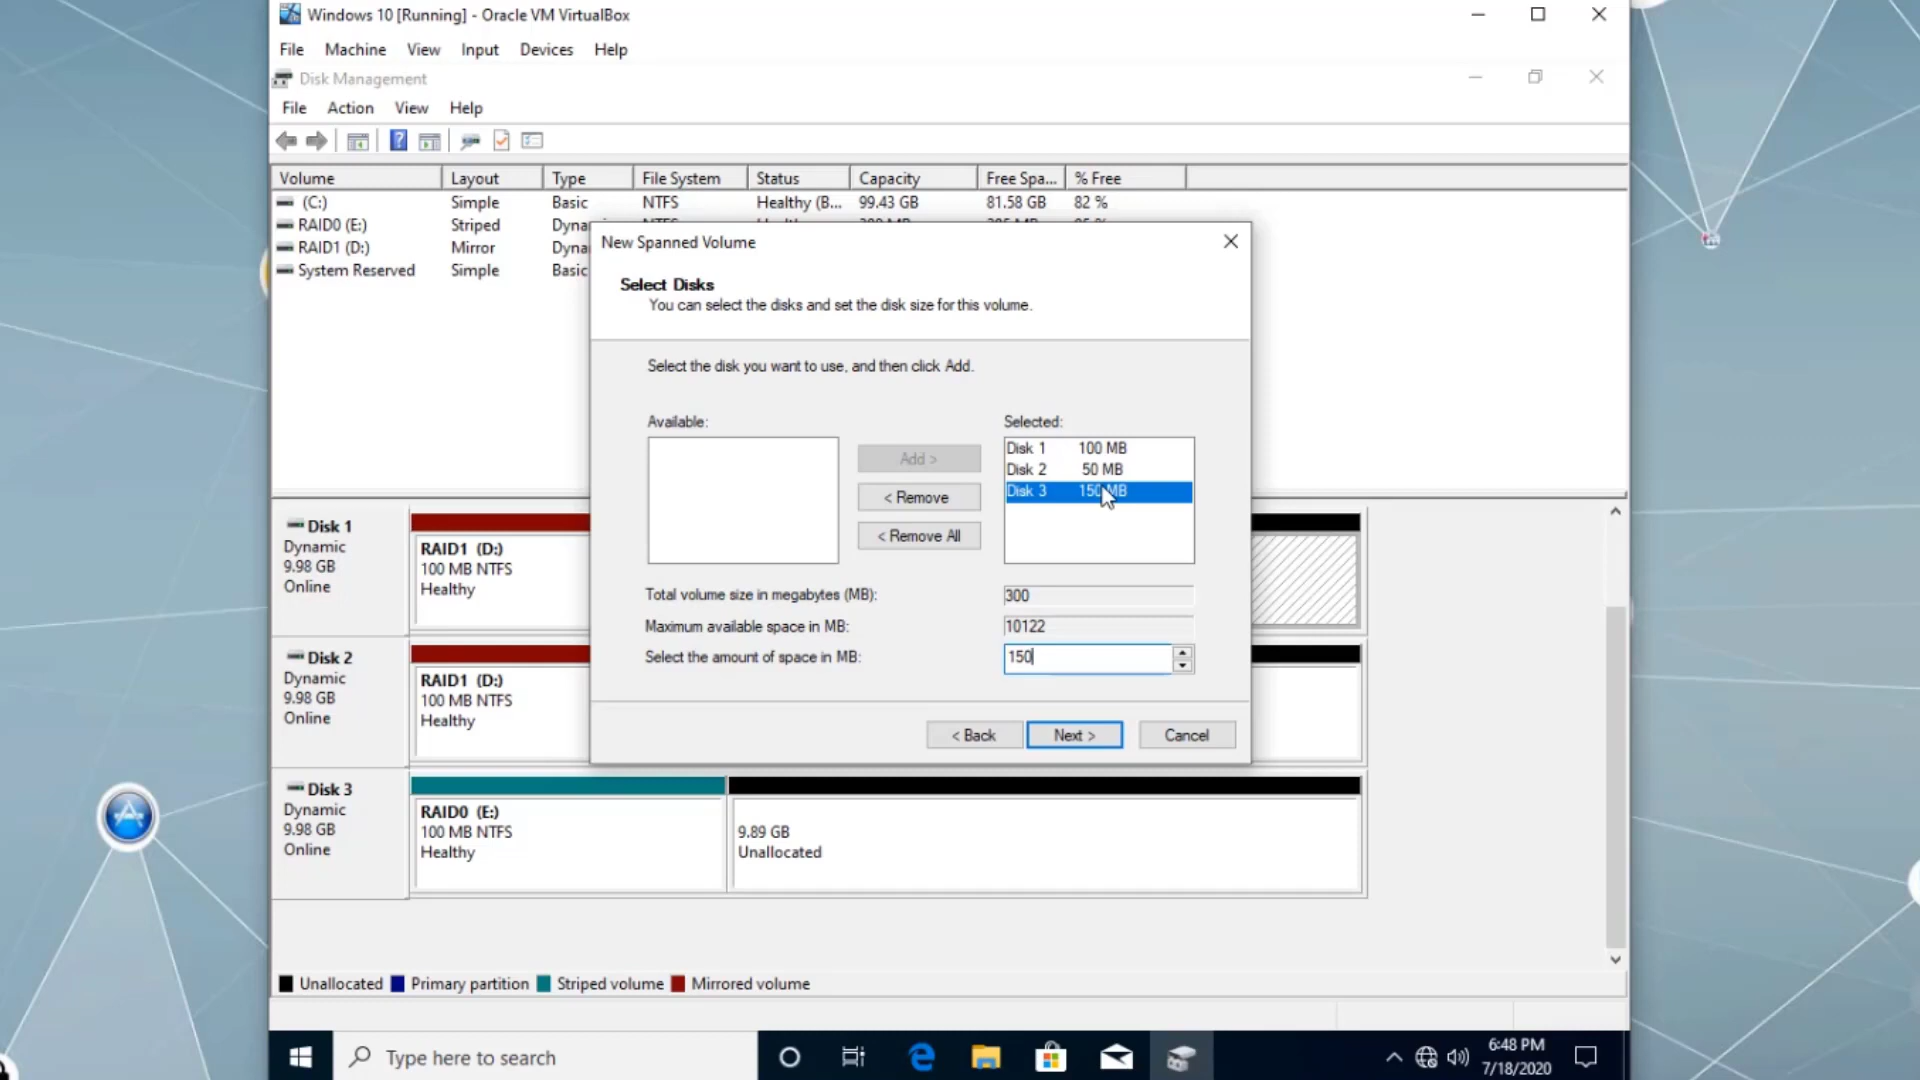 Windows 10 [Running] - Oracle VM VirtualBox
File Machine View Input Devices Help
Disk Management
File Action View Help
Volume Layout Type File System Status Capacity Free Spa... % Free
(C:) Simple Basic NTFS Healthy (B... 99.43 GB 81.58 GB 82 %
RAID0 (E:) Striped
RAID1 (D:) Mirror
System Reserved Simple Basic
New Spanned Volume
Select Disks
You can select the disks and set the disk size for this volume.
Select the disk you want to use, and then click Add.
Available:
Selected:
Add >
< Remove
< Remove All
Disk 1 100 MB
Disk 2 50 MB
Disk 3 150 MB
Total volume size in megabytes (MB): 300
Maximum available space in MB: 10122
Select the amount of space in MB: 150
< Back Next > Cancel
Disk 1
Dynamic
9.98 GB
Online
RAID1 (D:)
100 MB NTFS
Healthy
Disk 2
Dynamic
9.98 GB
Online
RAID1 (D:)
100 MB NTFS
Healthy
Disk 3
Dynamic
9.98 GB
Online
RAID0 (E:)
100 MB NTFS
Healthy
9.89 GB
Unallocated
Unallocated Primary partition Striped volume Mirrored volume
Type here to search
6:48 PM
7/18/2020